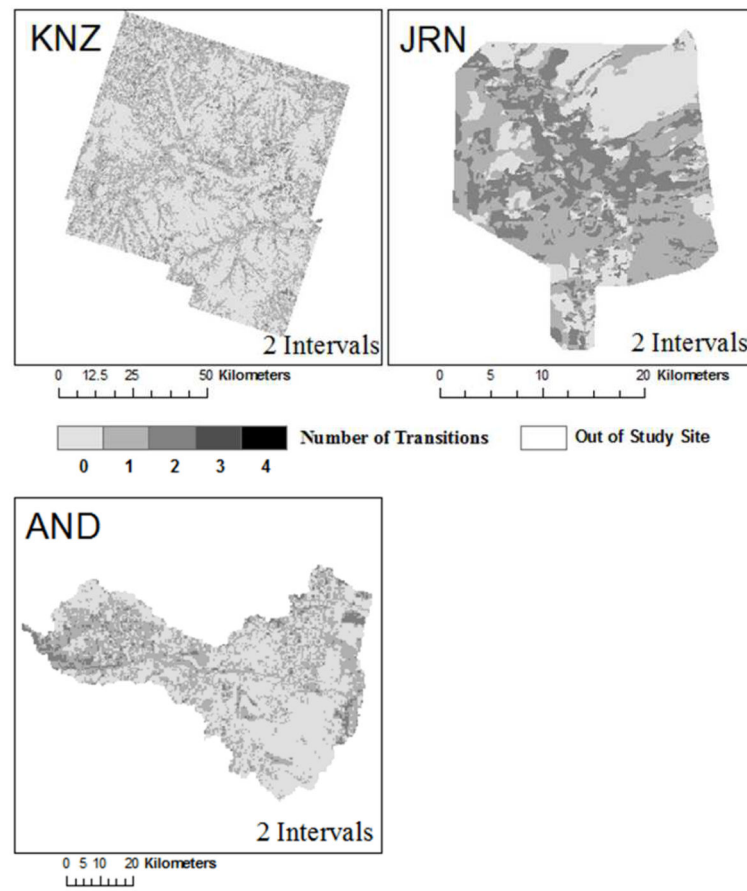 KNZ
2 Intervals
0 12.5 25 50 Kilometers
JRN
2 Intervals
0 5 10 20 Kilometers
Number of Transitions
0 1 2 3 4
Out of Study Site
AND
2 Intervals
0 5 10 20 Kilometers